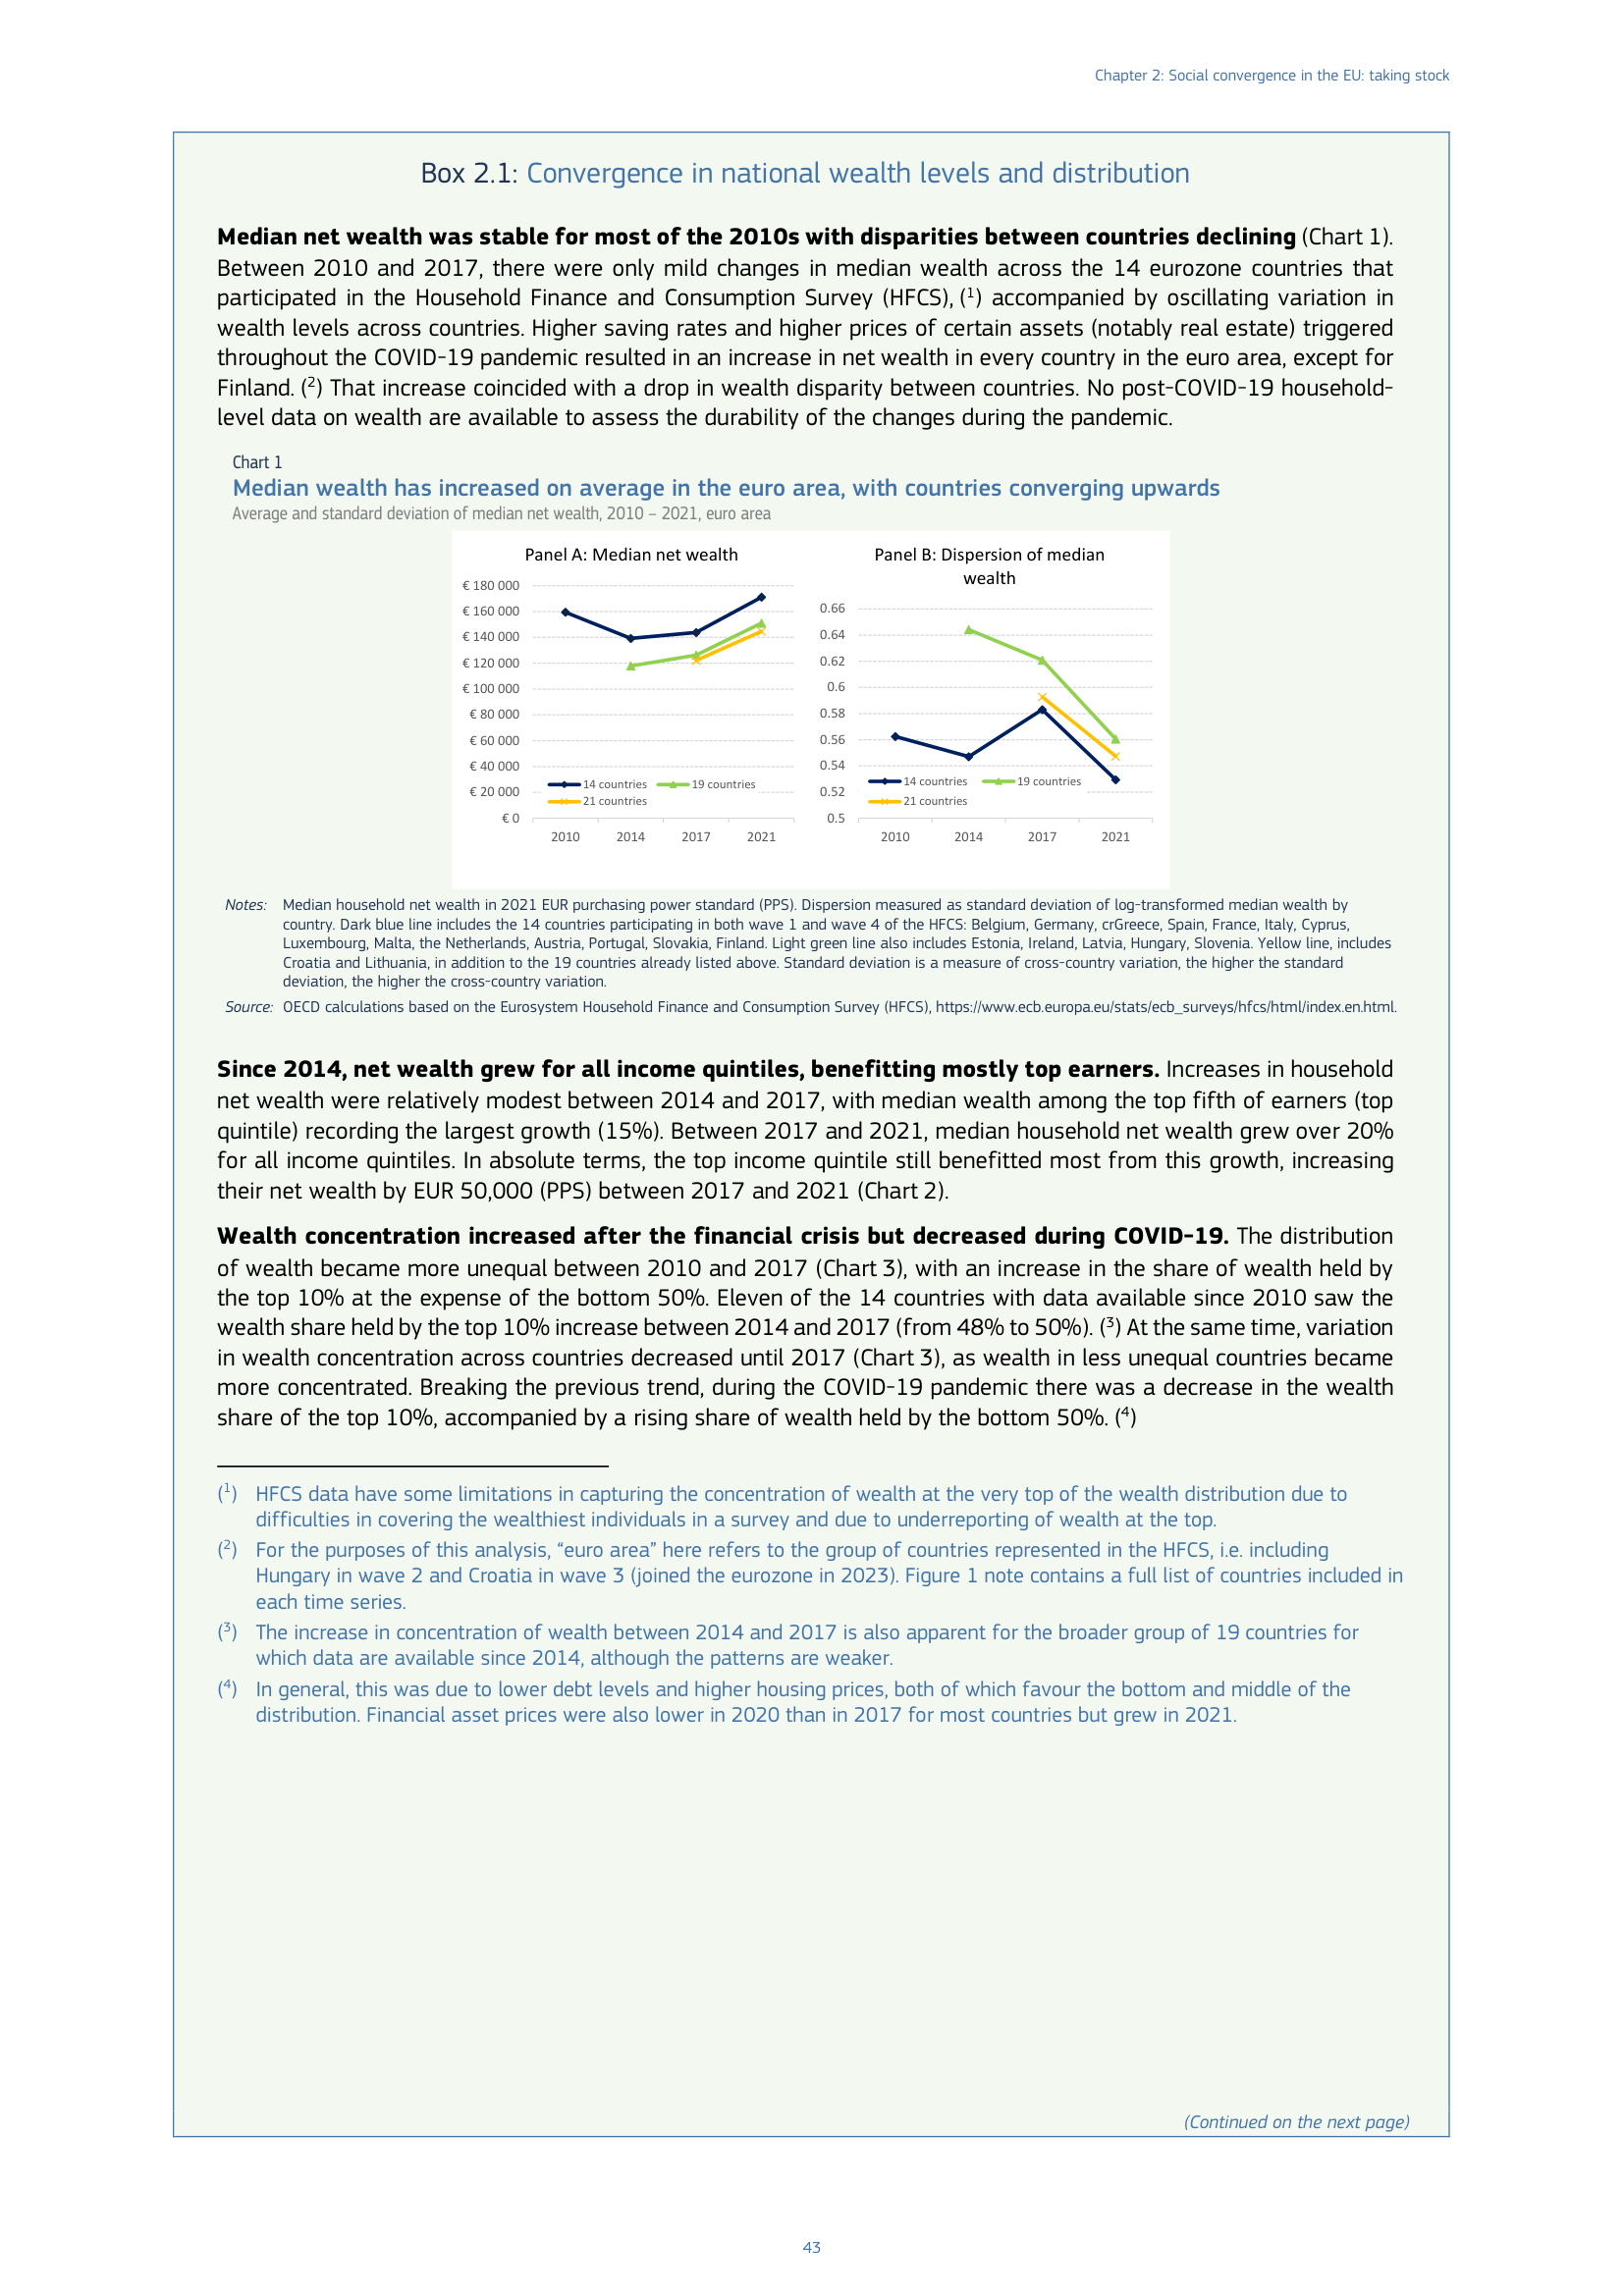 Chapter 2: Social convergence in the EU: taking stock
Box 2.1: Convergence in national wealth levels and distribution
Median net wealth was stable for most of the 2010s with disparities between countries declining (Chart 1).
Between 2010 and 2017, there were only mild changes in median wealth across the 14 eurozone countries that
participated in the Household Finance and Consumption Survey (HFCS), (1) accompanied by oscillating variation in
wealth levels across countries. Higher saving rates and higher prices of certain assets (notably real estate) triggered
throughout the COVID-19 pandemic resulted in an increase in net wealth in every country in the euro area, except for
Finland. (2) That increase coincided with a drop in wealth disparity between countries. No post-COVID-19 household-
level data on wealth are available to assess the durability of the changes during the pandemic.
Chart 1
Median wealth has increased on average in the euro area, with countries converging upwards
Average and standard deviation of median net wealth, 2010 – 2021, euro area
Panel A: Median net wealth
€ 180 000
€ 160 000
€ 140 000
€ 120 000
€ 100 000
€ 80 000
€ 60 000
€ 40 000
€ 20 000
€ 0
14 countries 19 countries
21 countries
2010 2014 2017 2021
Panel B: Dispersion of median
wealth
0.66
0.64
0.62
0.6
0.58
0.56
0.54
0.52
0.5
14 countries 19 countries
21 countries
2010 2014 2017 2021
Notes: Median household net wealth in 2021 EUR purchasing power standard (PPS). Dispersion measured as standard deviation of log-transformed median wealth by
country. Dark blue line includes the 14 countries participating in both wave 1 and wave 4 of the HFCS: Belgium, Germany, crGreece, Spain, France, Italy, Cyprus,
Luxembourg, Malta, the Netherlands, Austria, Portugal, Slovakia, Finland. Light green line also includes Estonia, Ireland, Latvia, Hungary, Slovenia. Yellow line, includes
Croatia and Lithuania, in addition to the 19 countries already listed above. Standard deviation is a measure of cross-country variation, the higher the standard
deviation, the higher the cross-country variation.
Source: OECD calculations based on the Eurosystem Household Finance and Consumption Survey (HFCS), https://www.ecb.europa.eu/stats/ecb_surveys/hfcs/html/index.en.html.
Since 2014, net wealth grew for all income quintiles, benefitting mostly top earners. Increases in household
net wealth were relatively modest between 2014 and 2017, with median wealth among the top fifth of earners (top
quintile) recording the largest growth (15%). Between 2017 and 2021, median household net wealth grew over 20%
for all income quintiles. In absolute terms, the top income quintile still benefitted most from this growth, increasing
their net wealth by EUR 50,000 (PPS) between 2017 and 2021 (Chart 2).
Wealth concentration increased after the financial crisis but decreased during COVID-19. The distribution
of wealth became more unequal between 2010 and 2017 (Chart 3), with an increase in the share of wealth held by
the top 10% at the expense of the bottom 50%. Eleven of the 14 countries with data available since 2010 saw the
wealth share held by the top 10% increase between 2014 and 2017 (from 48% to 50%). (3) At the same time, variation
in wealth concentration across countries decreased until 2017 (Chart 3), as wealth in less unequal countries became
more concentrated. Breaking the previous trend, during the COVID-19 pandemic there was a decrease in the wealth
share of the top 10%, accompanied by a rising share of wealth held by the bottom 50%. (4)
(1) HFCS data have some limitations in capturing the concentration of wealth at the very top of the wealth distribution due to
difficulties in covering the wealthiest individuals in a survey and due to underreporting of wealth at the top.
(2) For the purposes of this analysis, “euro area” here refers to the group of countries represented in the HFCS, i.e. including
Hungary in wave 2 and Croatia in wave 3 (joined the eurozone in 2023). Figure 1 note contains a full list of countries included in
each time series.
(3) The increase in concentration of wealth between 2014 and 2017 is also apparent for the broader group of 19 countries for
which data are available since 2014, although the patterns are weaker.
(4) In general, this was due to lower debt levels and higher housing prices, both of which favour the bottom and middle of the
distribution. Financial asset prices were also lower in 2020 than in 2017 for most countries but grew in 2021.
(Continued on the next page)
43